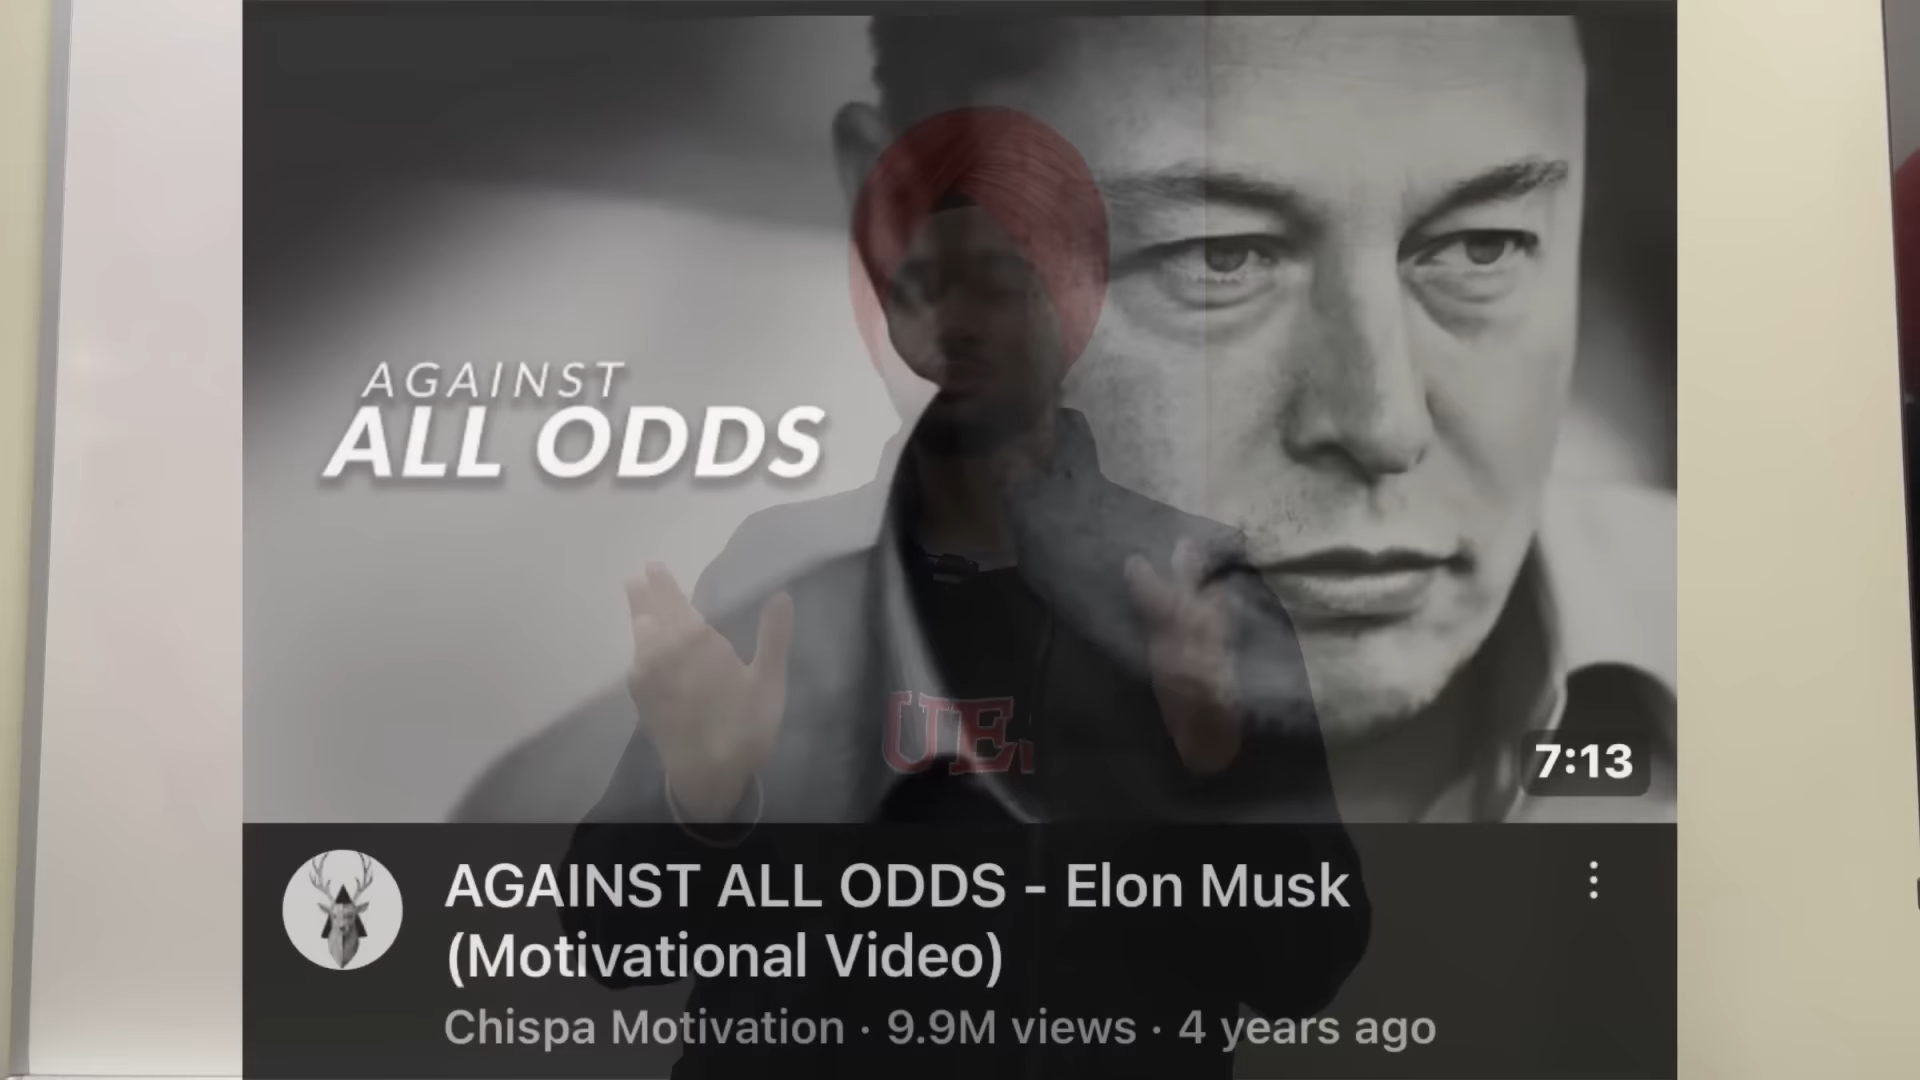 AGAINST
ALL ODDS
UE
7:13
AGAINST ALL ODDS - Elon Musk
(Motivational Video)
Chispa Motivation · 9.9M views · 4 years ago